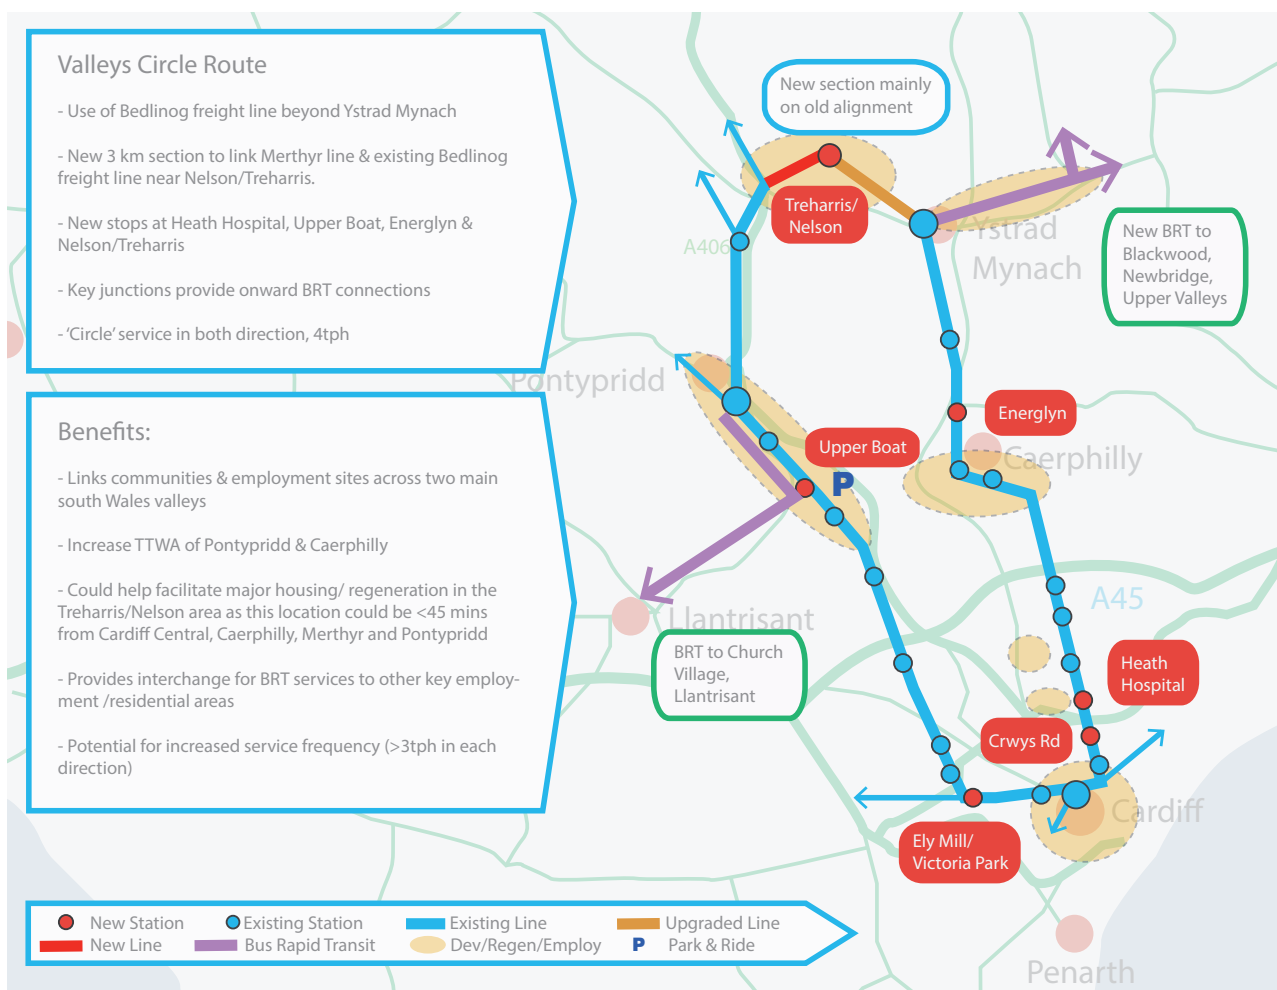 Valleys Circle Route
- Use of Bedlinog freight line beyond Ystrad Mynach
- New 3 km section to link Merthyr line & existing Bedlinog
freight line near Nelson/Treharris.
- New stops at Heath Hospital, Upper Boat, Energlyn &
Nelson/Treharris
- Key junctions provide onward BRT connections
- ‘Circle’ service in both direction, 4tph
Benefits:
- Links communities & employment sites across two main
south Wales valleys
- Increase TTWA of Pontypridd & Caerphilly
- Could help facilitate major housing/ regeneration in the
Treharris/Nelson area as this location could be <45 mins
from Cardiff Central, Caerphilly, Merthyr and Pontypridd
- Provides interchange for BRT services to other key employ-
ment /residential areas
- Potential for increased service frequency (>3tph in each
direction)
New section mainly
on old alignment
Treharris/
Nelson
A406
Ystrad
Mynach
New BRT to
Blackwood,
Newbridge,
Upper Valleys
Pontypridd
Energlyn
Upper Boat
P
Caerphilly
A45
Llantrisant
BRT to Church
Village,
Llantrisant
Heath
Hospital
Crwys Rd
Cardiff
Ely Mill/
Victoria Park
Penarth
New Station
Existing Station
Existing Line
Upgraded Line
New Line
Bus Rapid Transit
Dev/Regen/Employ
P Park & Ride